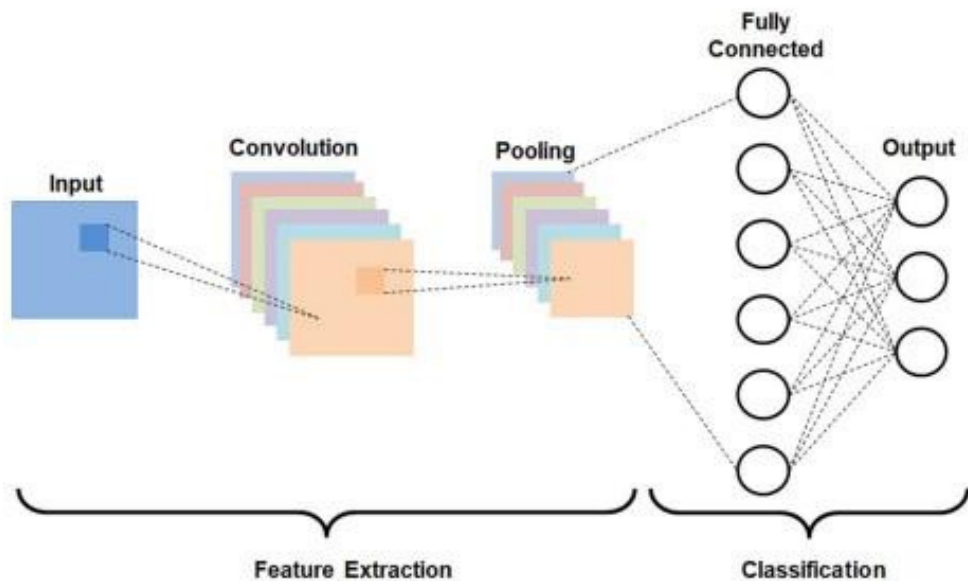 Fully
Connected
Convolution
Pooling
Output
Input
Feature Extraction
Classification